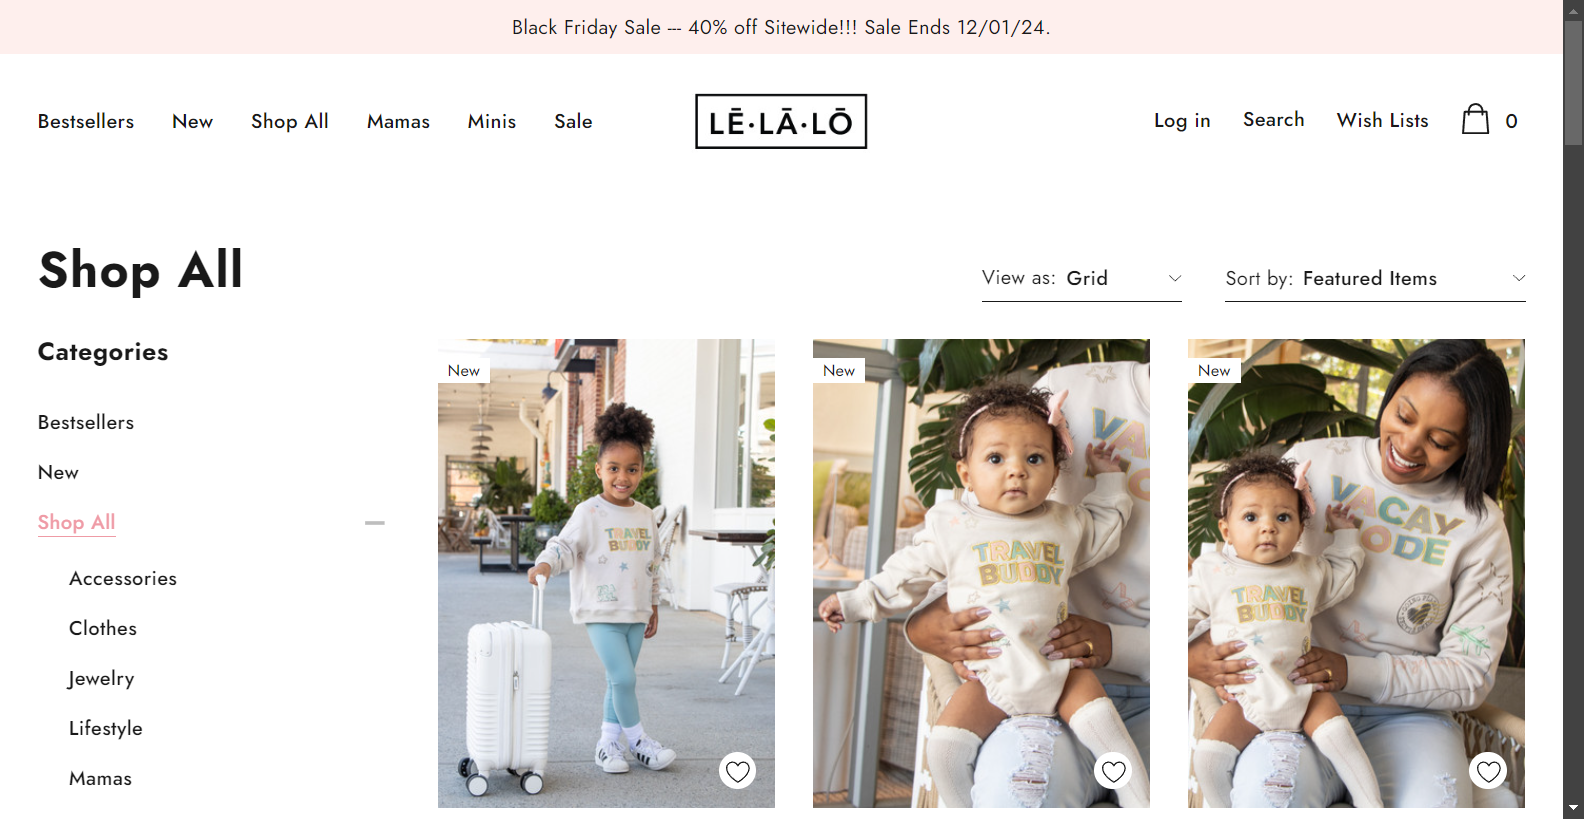 Black Friday Sale --- 40% off Sitewide!!! Sale Ends 12/01/24.
Bestsellers New Shop All Mamas Minis Sale
LĒ·LĀ·LŌ
Log in Search Wish Lists 0
Shop All
View as: Grid
Sort by: Featured Items
Categories
Bestsellers
New
Shop All
Accessories
Clothes
Jewelry
Lifestyle
Mamas
New
TRAVEL
BUDDY
New
VA
TRAVEL
BUDDY
New
VACAY
MODE
TRAVEL
BUDDY